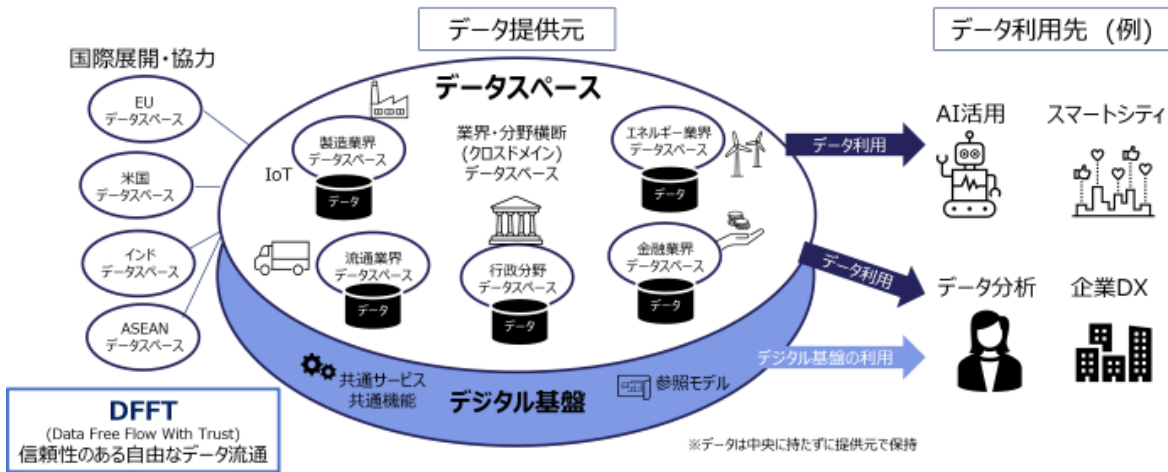 データ提供元
データ利用先 (例)
国際展開・協力
EU
データスペース
米国
データスペース
インド
データスペース
ASEAN
データスペース
データスペース
製造業界
データスペース
データ
IoT
業界・分野横断
(クロスドメイン)
データスペース
エネルギー業界
データスペース
データ
流通業界
データスペース
データ
行政分野
データスペース
データ
金融業界
データスペース
データ
共通サービス
共通機能
デジタル基盤
参照モデル
データ利用
データ利用
デジタル基盤の利用
AI活用
スマートシティ
データ分析
企業DX
DFFT
(Data Free Flow With Trust)
信頼性のある自由なデータ流通
※データは中央に持たずに提供元で保持